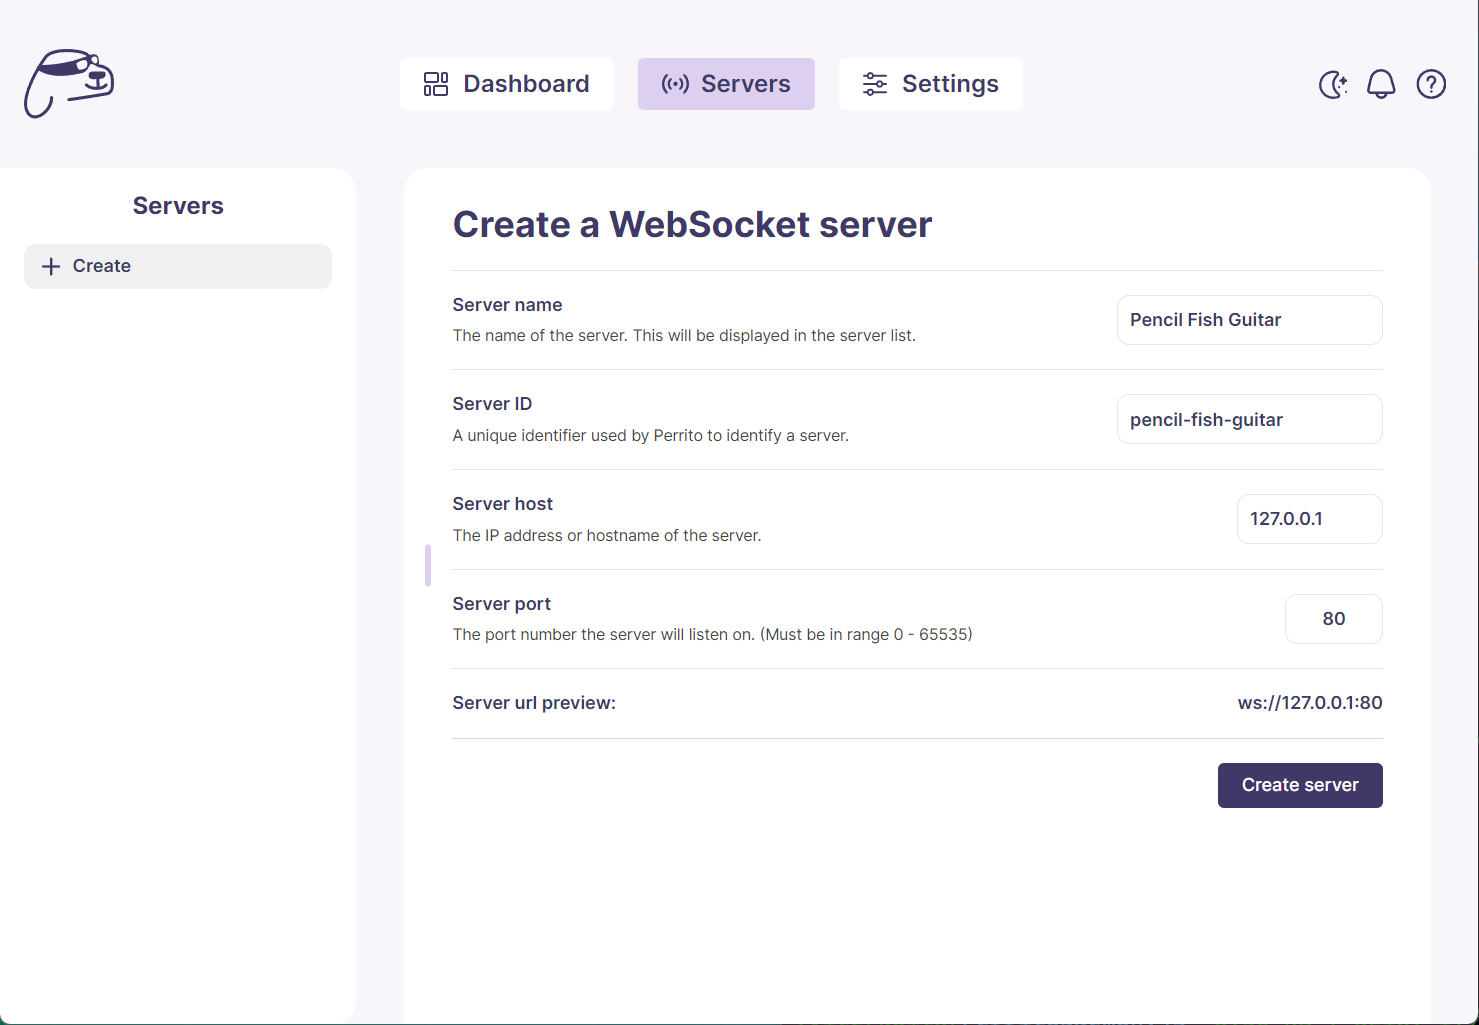 Dashboard
Servers
Settings
Servers
Create
Create a WebSocket server
Server name
The name of the server. This will be displayed in the server list.
Pencil Fish Guitar
Server ID
A unique identifier used by Perrito to identify a server.
pencil-fish-guitar
Server host
The IP address or hostname of the server.
127.0.0.1
Server port
The port number the server will listen on. (Must be in range 0 - 65535)
80
Server url preview:
ws://127.0.0.1:80
Create server